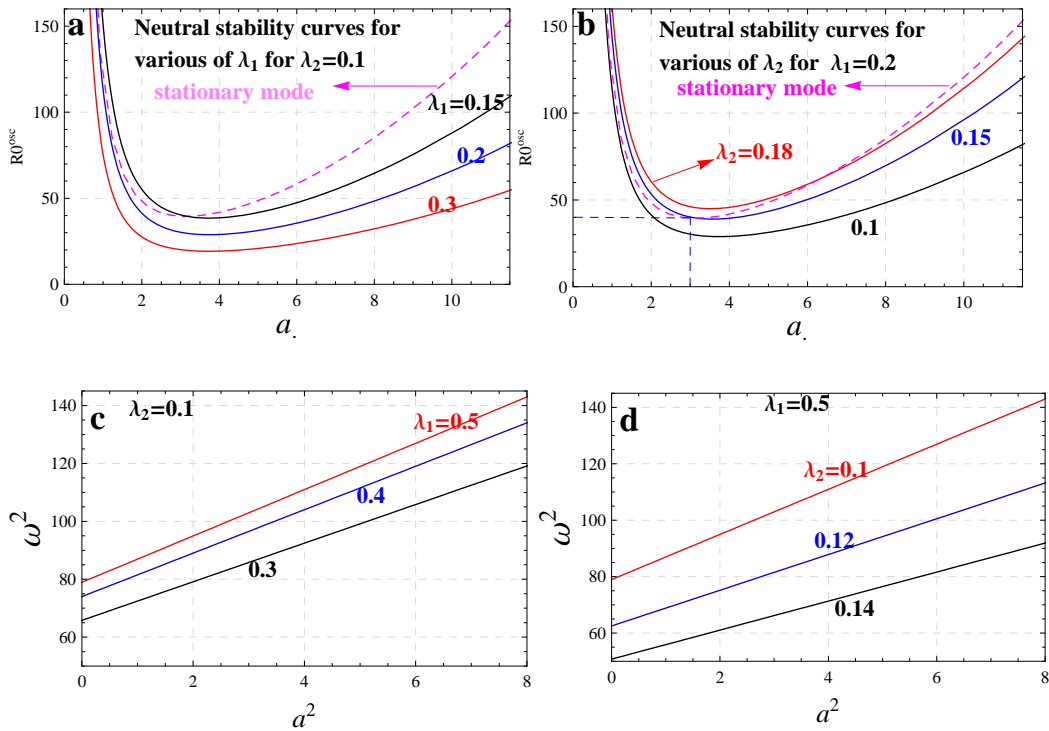 a
Neutral stability curves for
various of λ₁ for λ₂=0.1
stationary mode
λ₁=0.15
0.2
0.3
R0ᵒˢᶜ
150
100
50
0
0 2 4 6 8 10
a.
b
Neutral stability curves for
various of λ₂ for λ₁=0.2
stationary mode
λ₂=0.18
0.15
0.1
R0ᵒˢᶜ
150
100
50
0
0 2 4 6 8 10
a.
c
λ₂=0.1
λ₁=0.5
0.4
0.3
ω²
140
120
100
80
60
0 2 4 6 8
a²
d
λ₁=0.5
λ₂=0.1
0.12
0.14
ω²
140
120
100
80
60
0 2 4 6 8
a²